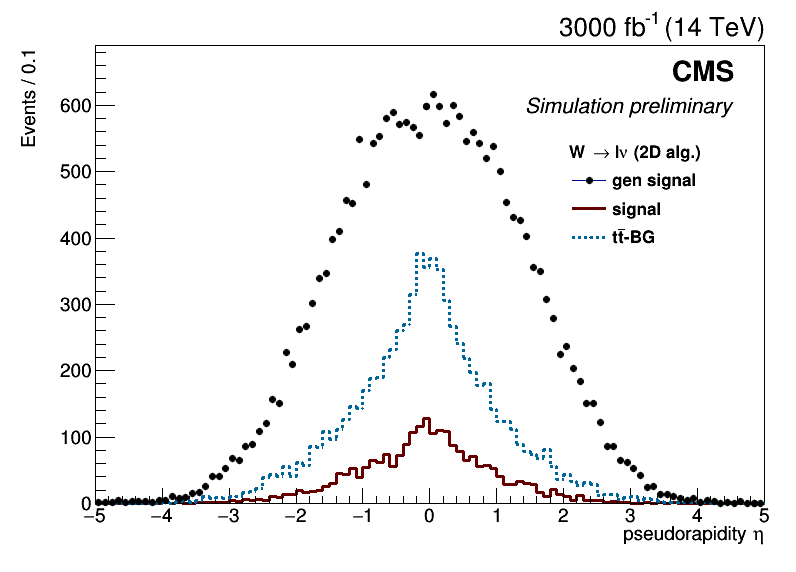 3000 fb⁻¹ (14 TeV)
CMS
Simulation preliminary
W → lν (2D alg.)
gen signal
signal
tt̄-BG
Events / 0.1
600
500
400
300
200
100
0
−5 −4 −3 −2 −1 0 1 2 3 4 5
pseudorapidity η